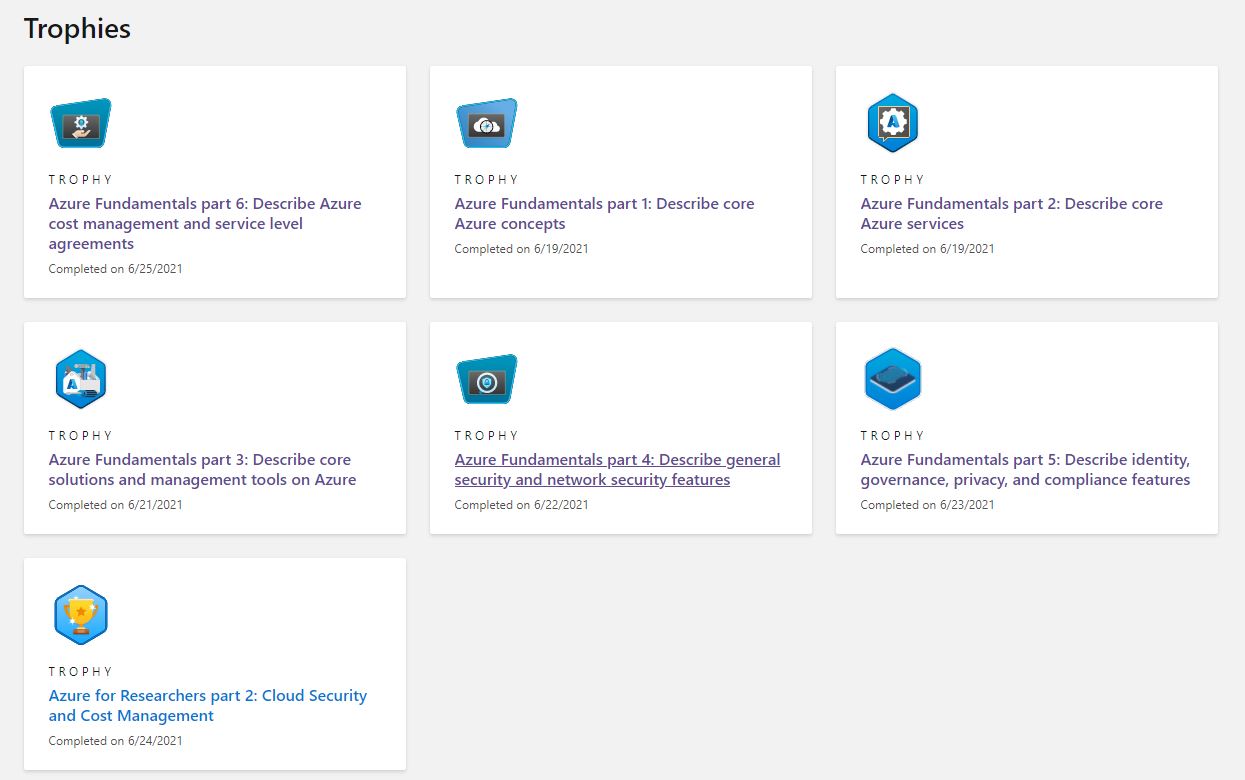 Trophies
TROPHY
Azure Fundamentals part 6: Describe Azure
cost management and service level
agreements
Completed on 6/25/2021
TROPHY
Azure Fundamentals part 1: Describe core
Azure concepts
Completed on 6/19/2021
TROPHY
Azure Fundamentals part 2: Describe core
Azure services
Completed on 6/19/2021
TROPHY
Azure Fundamentals part 3: Describe core
solutions and management tools on Azure
Completed on 6/21/2021
TROPHY
Azure Fundamentals part 4: Describe general
security and network security features
Completed on 6/22/2021
TROPHY
Azure Fundamentals part 5: Describe identity,
governance, privacy, and compliance features
Completed on 6/23/2021
TROPHY
Azure for Researchers part 2: Cloud Security
and Cost Management
Completed on 6/24/2021